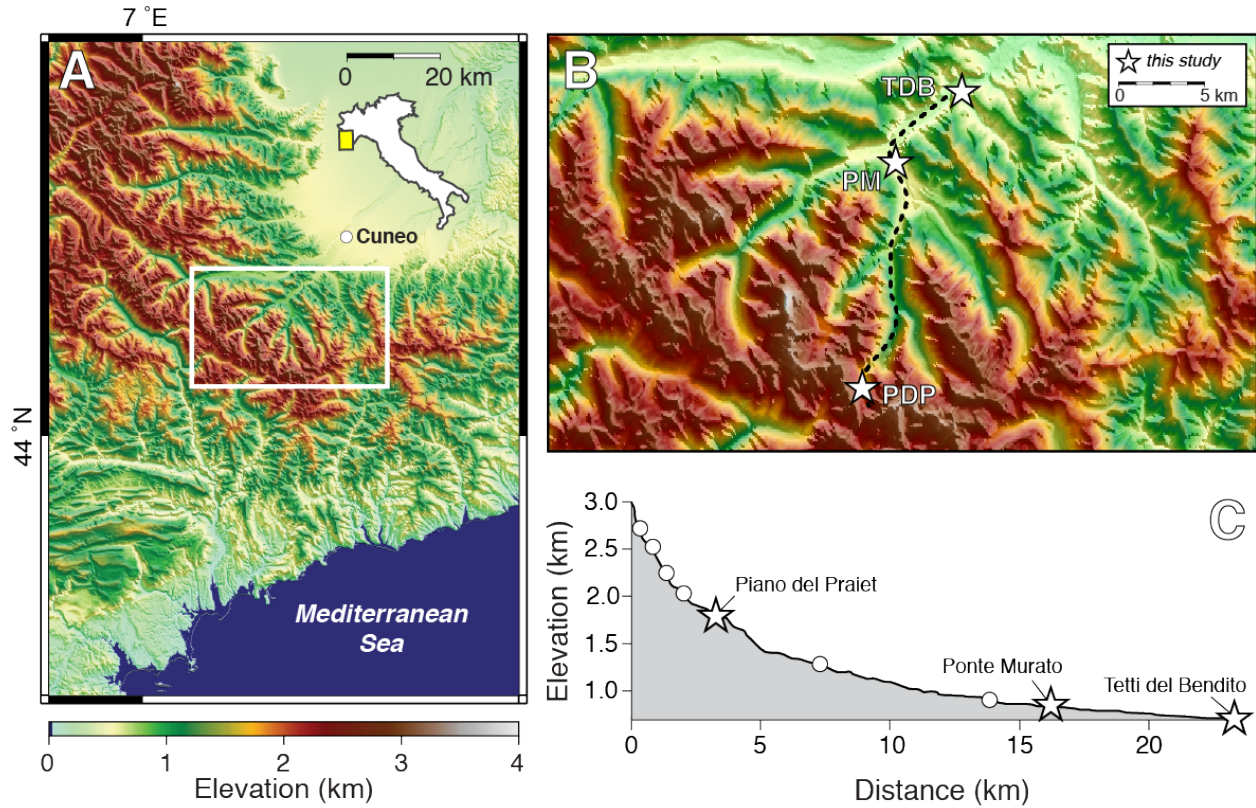 7 °E
A
0 20 km
Cuneo
44 °N
Mediterranean
Sea
0 1 2 3 4
Elevation (km)
B
this study
0 5 km
TDB
PM
PDP
C
3.0
2.5
2.0
1.5
1.0
Elevation (km)
Piano del Praiet
Ponte Murato
Tetti del Bendito
0 5 10 15 20
Distance (km)